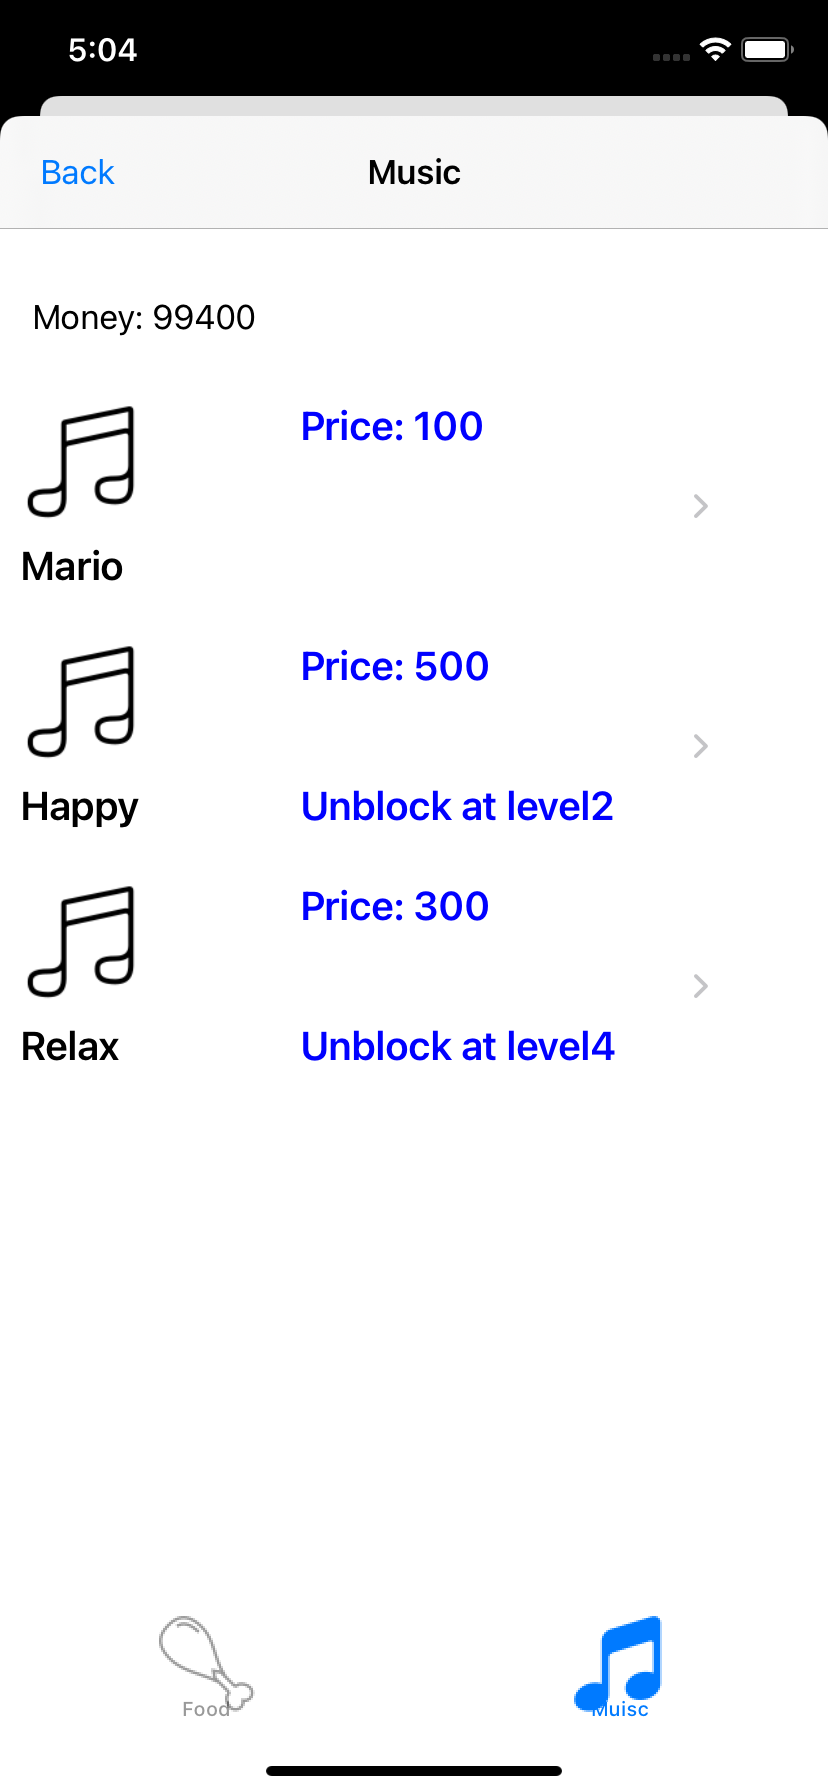 5:04
Back
Music
Money: 99400
Price: 100
Mario
Price: 500
Happy
Unblock at level2
Price: 300
Relax
Unblock at level4
Food
Muisc